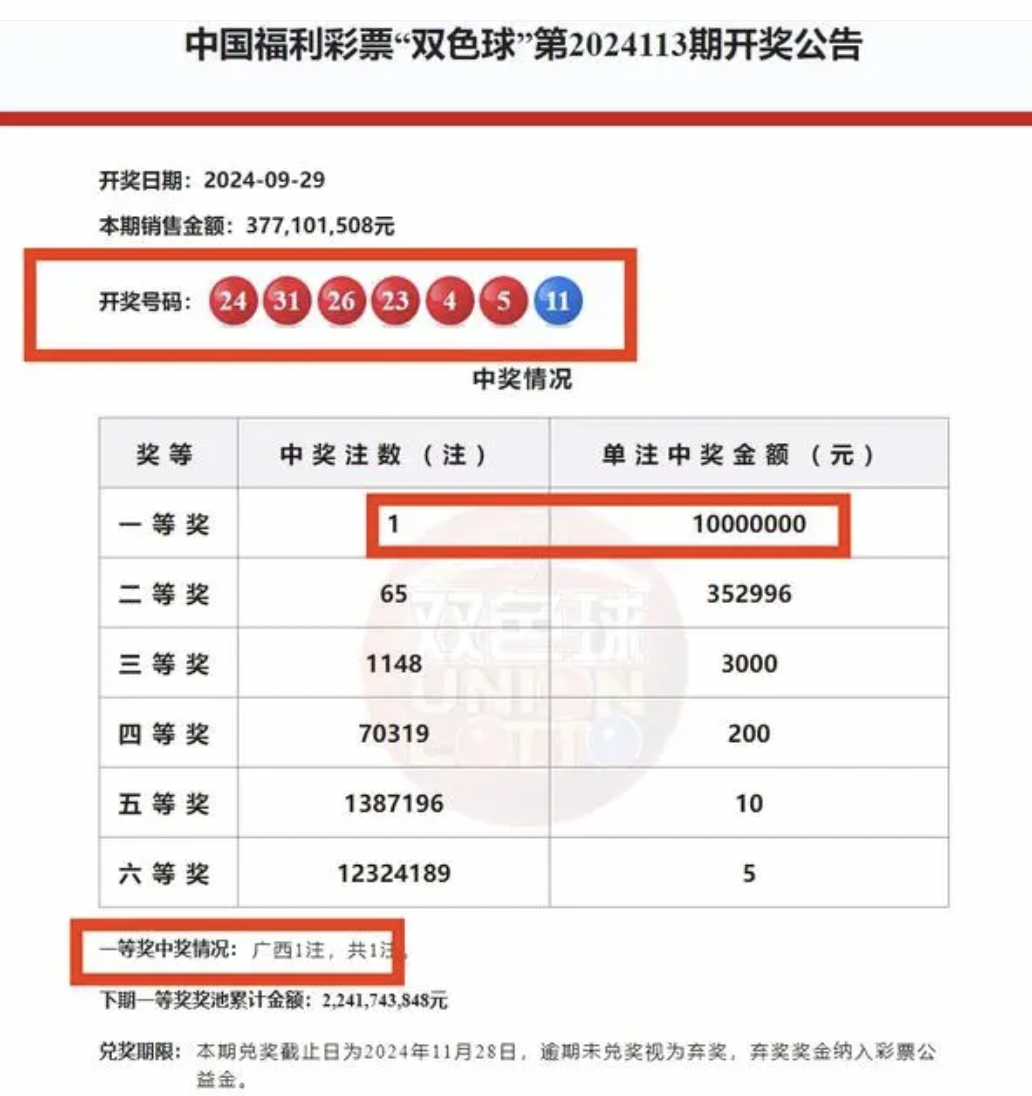 中国福利彩票“双色球”第2024113期开奖公告
开奖日期：2024-09-29
本期销售金额：377,101,508元
开奖号码： 24 31 26 23 4 5 11
中奖情况
奖等 中奖注数（注） 单注中奖金额（元）
一等奖 1 10000000
二等奖 65 352996
三等奖 1148 3000
四等奖 70319 200
五等奖 1387196 10
六等奖 12324189 5
双色球
UNION
LOTTO
一等奖中奖情况：广西1注，共1注。
下期一等奖奖池累计金额：2,241,743,848元
兑奖期限：本期兑奖截止日为2024年11月28日，逾期未兑奖视为弃奖，弃奖奖金纳入彩票公
益金。